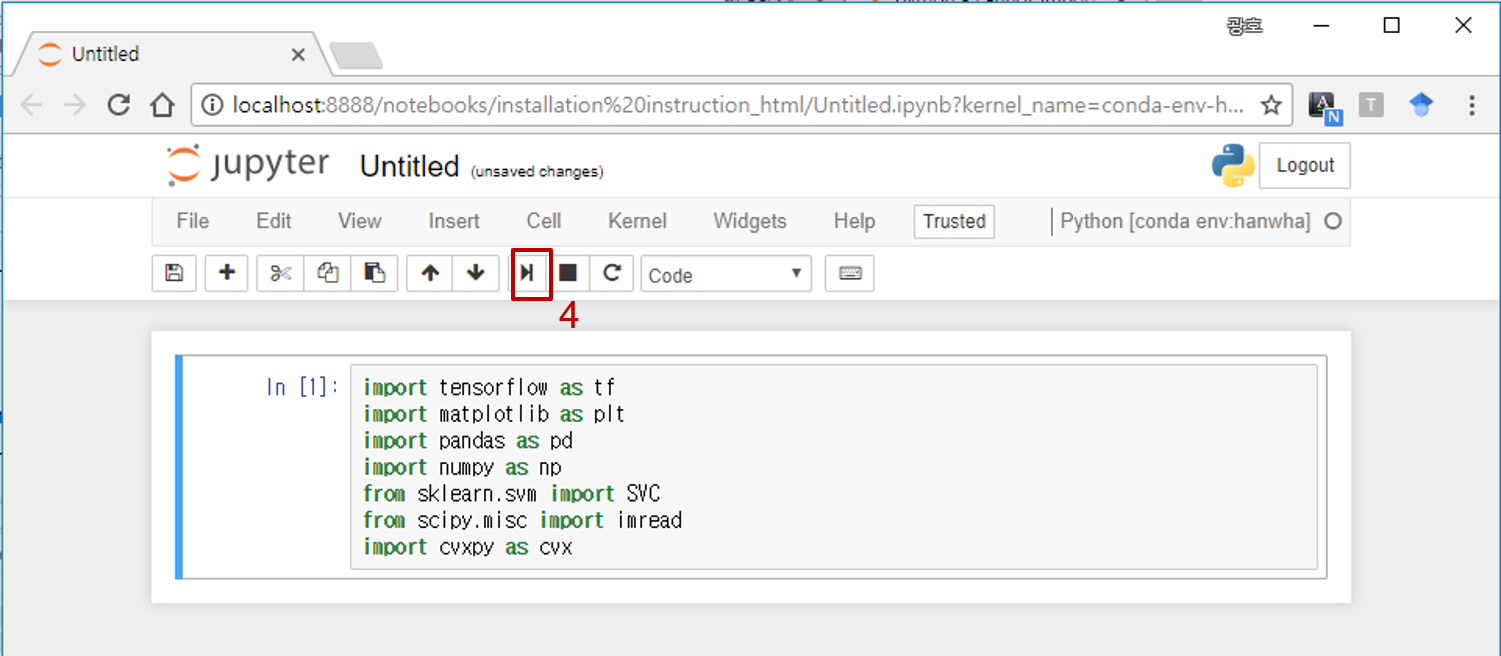 광호
Untitled
localhost:8888/notebooks/installation%20instruction_html/Untitled.ipynb?kernel_name=conda-env-h...
A N T
jupyter Untitled (unsaved changes) Logout
File Edit View Insert Cell Kernel Widgets Help Trusted Python [conda env:hanwha]
Code
4
In [1]:
import tensorflow as tf
import matplotlib as plt
import pandas as pd
import numpy as np
from sklearn.svm import SVC
from scipy.misc import imread
import cvxpy as cvx